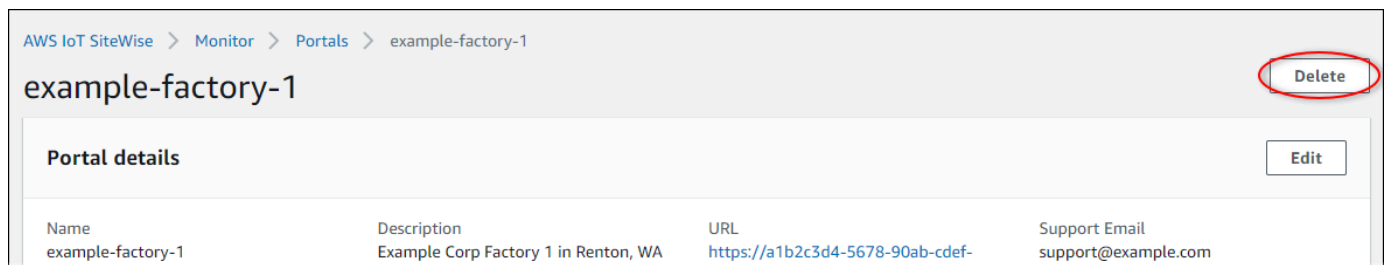 AWS IoT SiteWise > Monitor > Portals > example-factory-1
example-factory-1
Delete
Portal details
Edit
Name
Description
URL
Support Email
example-factory-1
Example Corp Factory 1 in Renton, WA
https://a1b2c3d4-5678-90ab-cdef-
support@example.com